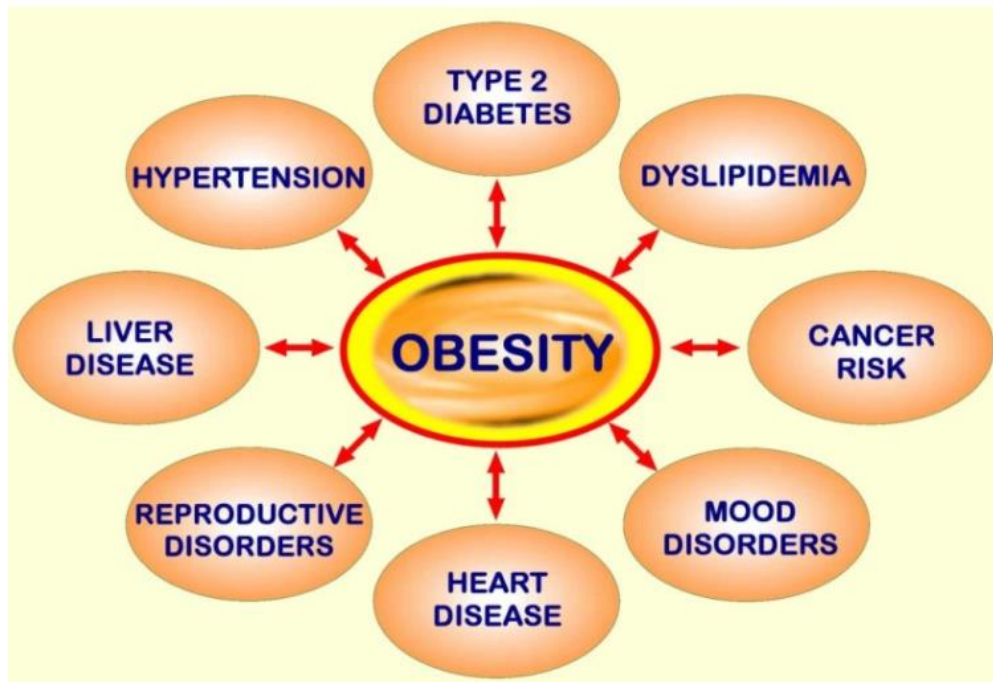 TYPE 2
DIABETES
HYPERTENSION
DYSLIPIDEMIA
LIVER
DISEASE
OBESITY
CANCER
RISK
REPRODUCTIVE
DISORDERS
MOOD
DISORDERS
HEART
DISEASE